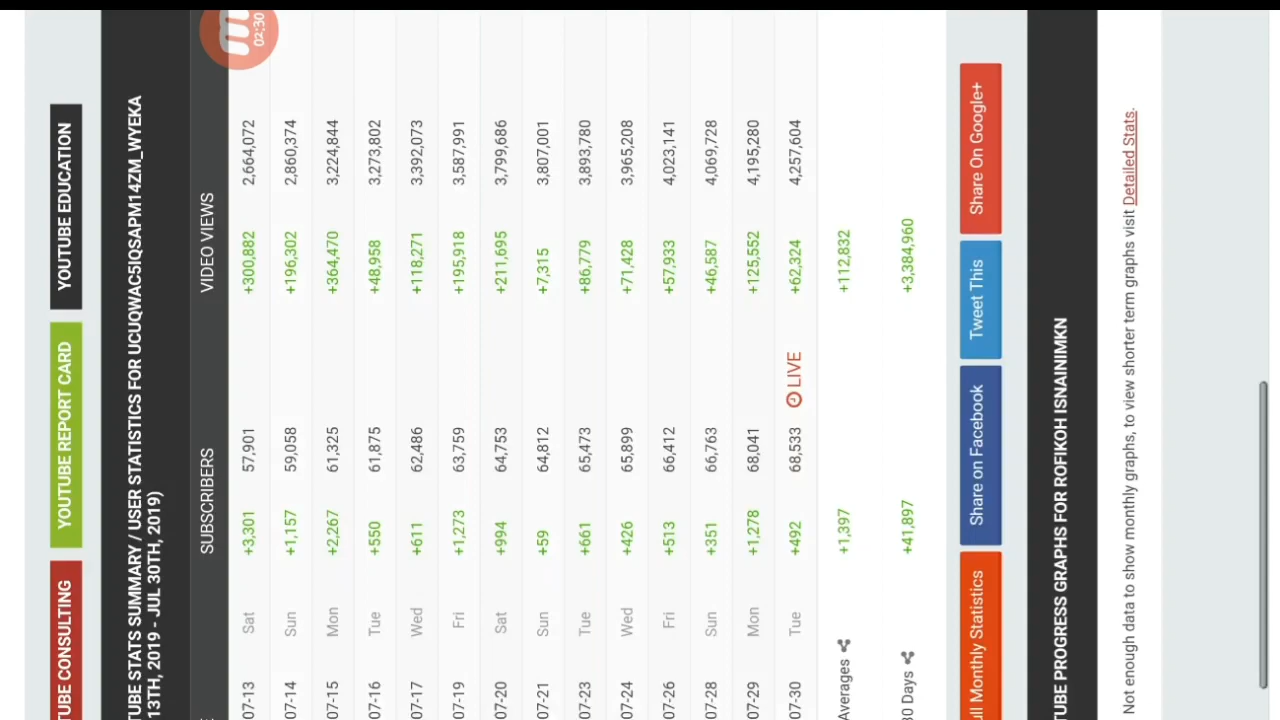 TUBE CONSULTING YOUTUBE REPORT CARD YOUTUBE EDUCATION
TUBE STATS SUMMARY / USER STATISTICS FOR UCUQWAC5IQSAPM14ZM_WYEKA
13TH, 2019 - JUL 30TH, 2019)
E SUBSCRIBERS VIDEO VIEWS
02:30
07-13 Sat +3,301 57,901 +300,882 2,664,072
07-14 Sun +1,157 59,058 +196,302 2,860,374
07-15 Mon +2,267 61,325 +364,470 3,224,844
07-16 Tue +550 61,875 +48,958 3,273,802
07-17 Wed +611 62,486 +118,271 3,392,073
07-19 Fri +1,273 63,759 +195,918 3,587,991
07-20 Sat +994 64,753 +211,695 3,799,686
07-21 Sun +59 64,812 +7,315 3,807,001
07-23 Tue +661 65,473 +86,779 3,893,780
07-24 Wed +426 65,899 +71,428 3,965,208
07-26 Fri +513 66,412 +57,933 4,023,141
07-28 Sun +351 66,763 +46,587 4,069,728
07-29 Mon +1,278 68,041 +125,552 4,195,280
07-30 Tue +492 68,533 LIVE +62,324 4,257,604
Averages +1,397 +112,832
30 Days +41,897 +3,384,960
ull Monthly Statistics Share on Facebook Tweet This Share On Google+
TUBE PROGRESS GRAPHS FOR ROFIKOH ISNAINIMKN
Not enough data to show monthly graphs, to view shorter term graphs visit Detailed Stats.